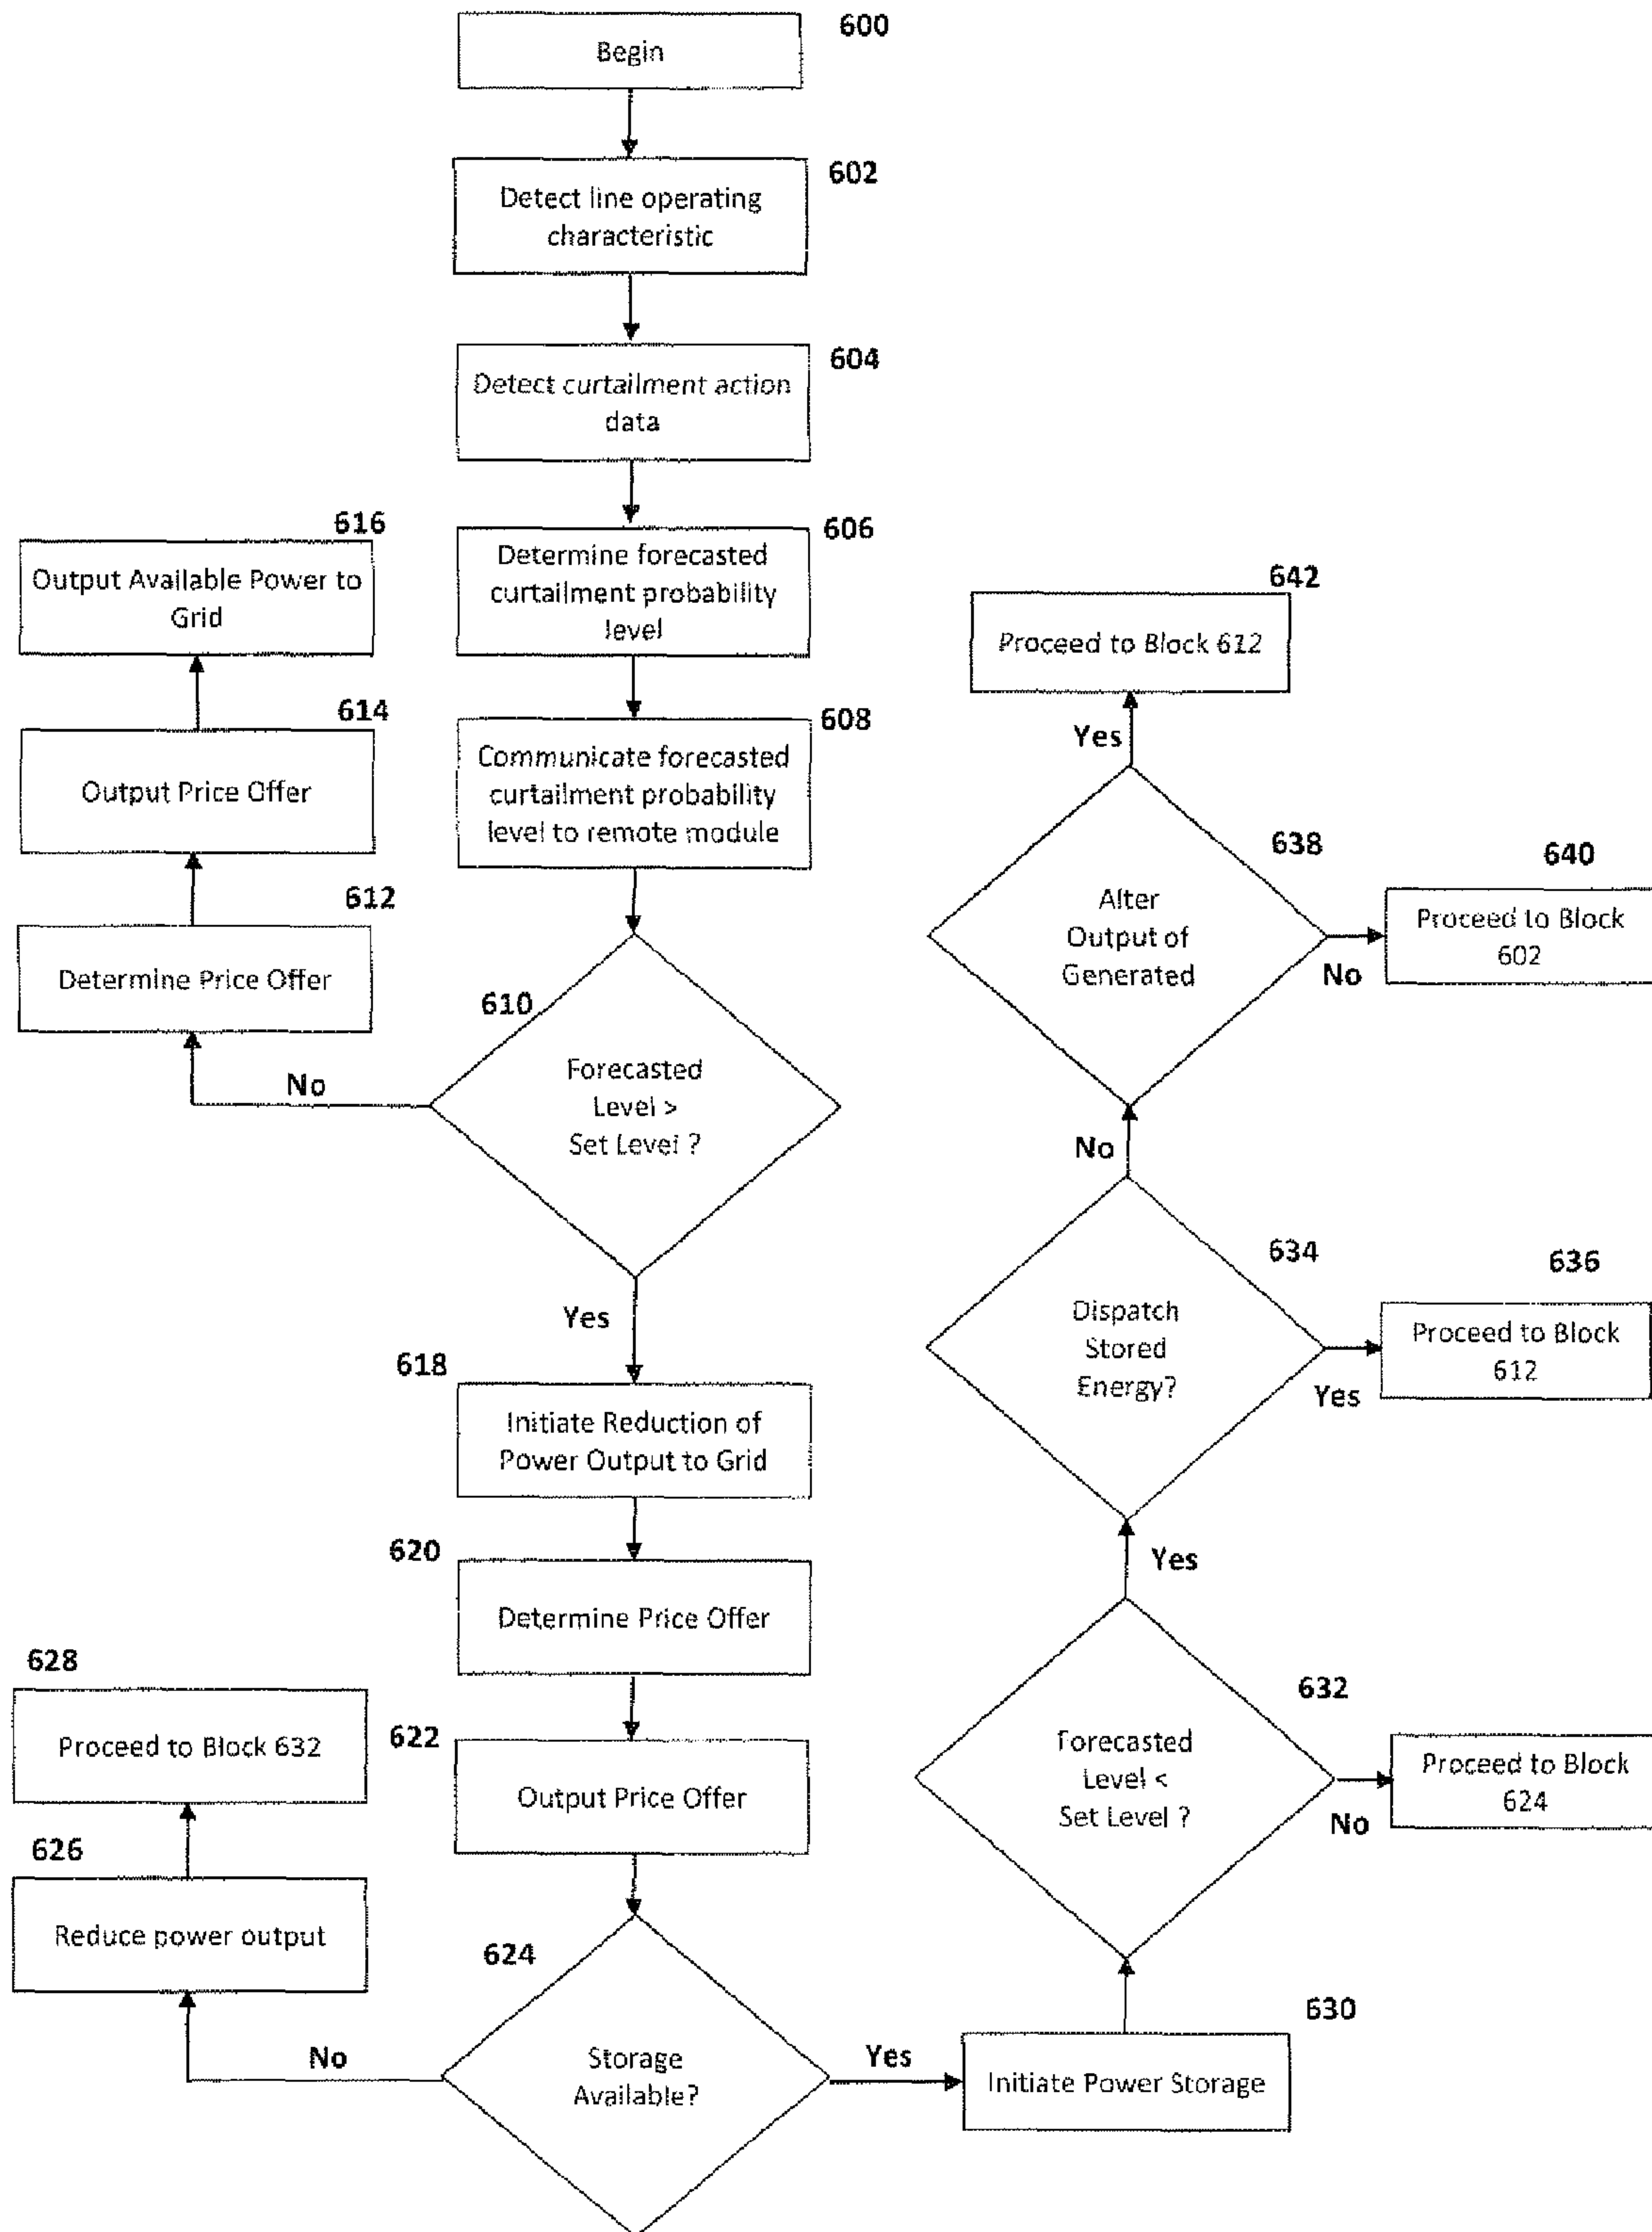 600
Begin
602
Detect line operating
characteristic
604
Detect curtailment action
data
606
Determine forecasted
curtailment probability
level
608
Communicate forecasted
curtailment probability
level to remote module
610
Forecasted
Level >
Set Level ?
No
612
Determine Price Offer
614
Output Price Offer
616
Output Available Power to
Grid
Yes
618
Initiate Reduction of
Power Output to Grid
620
Determine Price Offer
622
Output Price Offer
624
Storage
Available?
No
626
Reduce power output
628
Proceed to Block 632
Yes
630
Initiate Power Storage
632
Forecasted
Level <
Set Level ?
No
Proceed to Block
624
Yes
634
Dispatch
Stored
Energy?
Yes
636
Proceed to Block
612
No
638
Alter
Output of
Generated
No
640
Proceed to Block
602
Yes
642
Proceed to Block 612